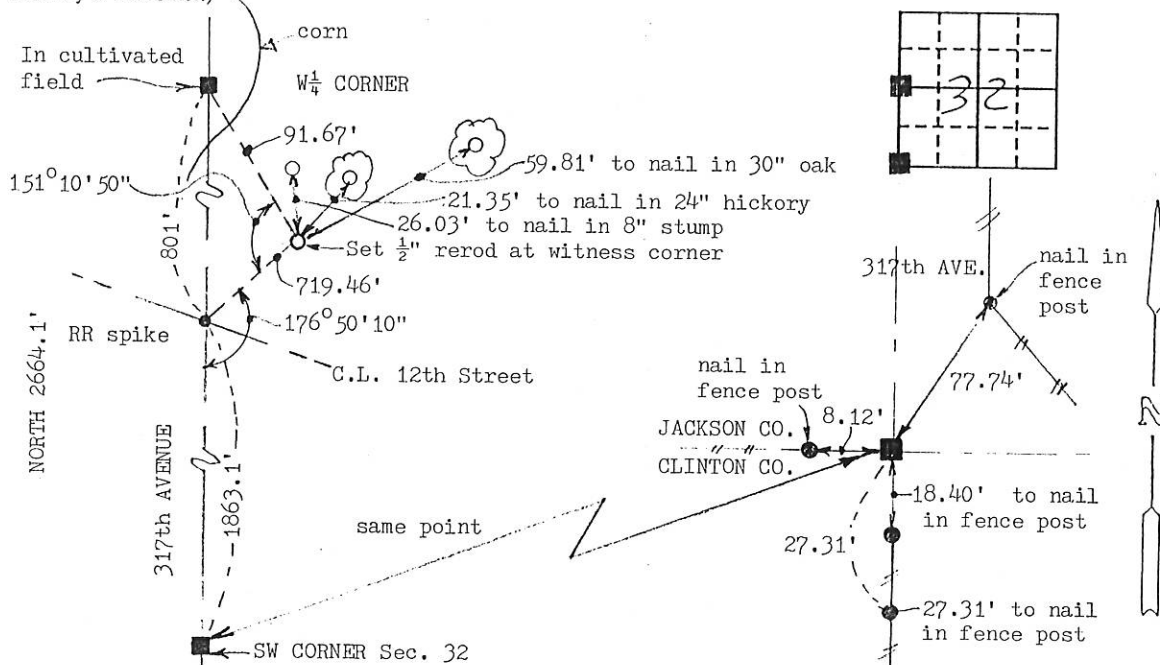 corn
In cultivated
field
W¼ CORNER
91.67'
151°10'50"
801'
59.81' to nail in 30" oak
21.35' to nail in 24" hickory
26.03' to nail in 8" stump
Set ½" rerod at witness corner
719.46'
176°50'10"
RR spike
C.L. 12th Street
NORTH 2664.1'
317th AVENUE
1863.1'
same point
SW CORNER Sec. 32
32
317th AVE.
nail in
fence
post
77.74'
nail in
fence post
8.12'
JACKSON CO.
CLINTON CO.
18.40' to nail
in fence post
27.31'
27.31' to nail
in fence post
N